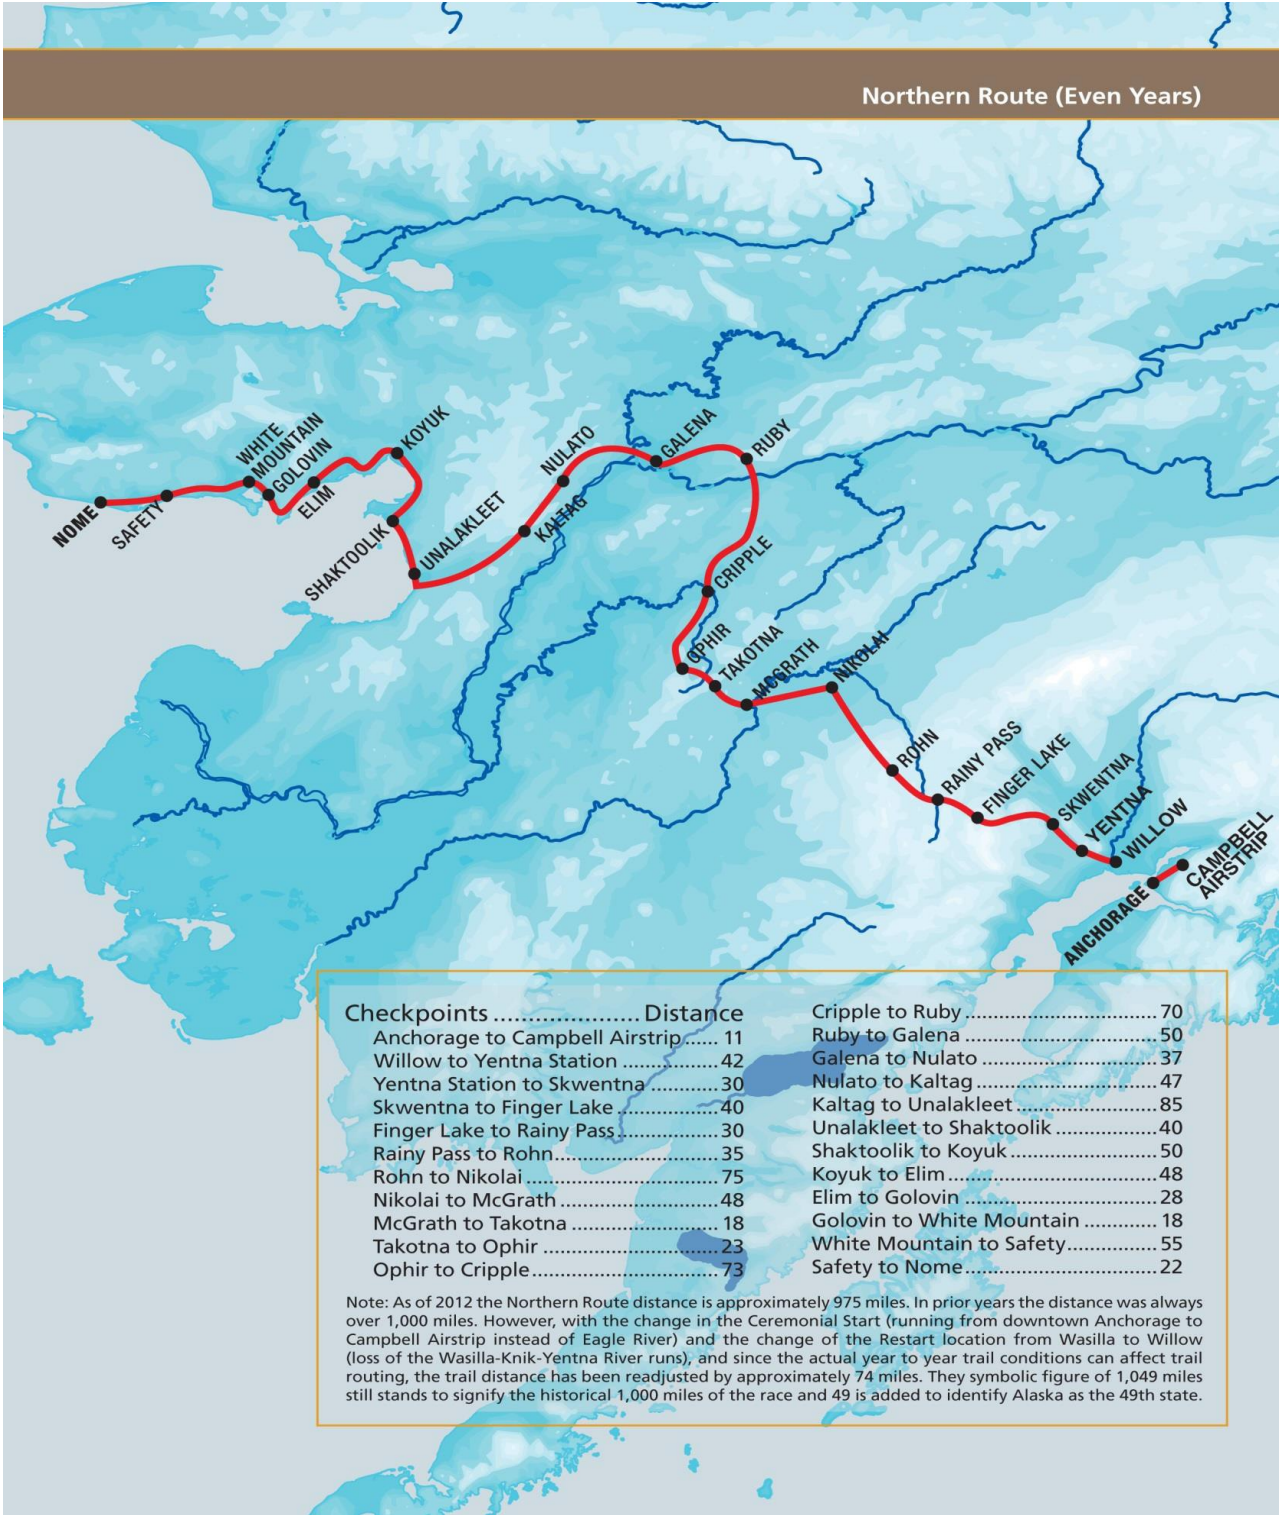 Northern Route (Even Years)
KOYUK
WHITE
MOUNTAIN
GOLOVIN
ELIM
NOME
SAFETY
SHAKTOOLIK
UNALAKLEET
NULATO
KALTAG
GALENA
RUBY
CRIPPLE
OPHIR
TAKOTNA
MCGRATH
NIKOLAI
ROHN
RAINY PASS
FINGER LAKE
SKWENTNA
YENTNA
WILLOW
CAMPBELL
AIRSTRIP
ANCHORAGE
Checkpoints ..................... Distance
Anchorage to Campbell Airstrip ...... 11
Willow to Yentna Station ................ 42
Yentna Station to Skwentna ............ 30
Skwentna to Finger Lake ................. 40
Finger Lake to Rainy Pass ................ 30
Rainy Pass to Rohn ........................... 35
Rohn to Nikolai ................................ 75
Nikolai to McGrath .......................... 48
McGrath to Takotna ........................ 18
Takotna to Ophir ............................. 23
Ophir to Cripple ............................... 73
Cripple to Ruby ................................ 70
Ruby to Galena ................................ 50
Galena to Nulato ............................. 37
Nulato to Kaltag .............................. 47
Kaltag to Unalakleet ........................ 85
Unalakleet to Shaktoolik ................. 40
Shaktoolik to Koyuk ......................... 50
Koyuk to Elim ................................... 48
Elim to Golovin ................................ 28
Golovin to White Mountain ............ 18
White Mountain to Safety ............... 55
Safety to Nome ................................ 22
Note: As of 2012 the Northern Route distance is approximately 975 miles. In prior years the distance was always
over 1,000 miles. However, with the change in the Ceremonial Start (running from downtown Anchorage to
Campbell Airstrip instead of Eagle River) and the change of the Restart location from Wasilla to Willow
(loss of the Wasilla-Knik-Yentna River runs), and since the actual year to year trail conditions can affect trail
routing, the trail distance has been readjusted by approximately 74 miles. They symbolic figure of 1,049 miles
still stands to signify the historical 1,000 miles of the race and 49 is added to identify Alaska as the 49th state.